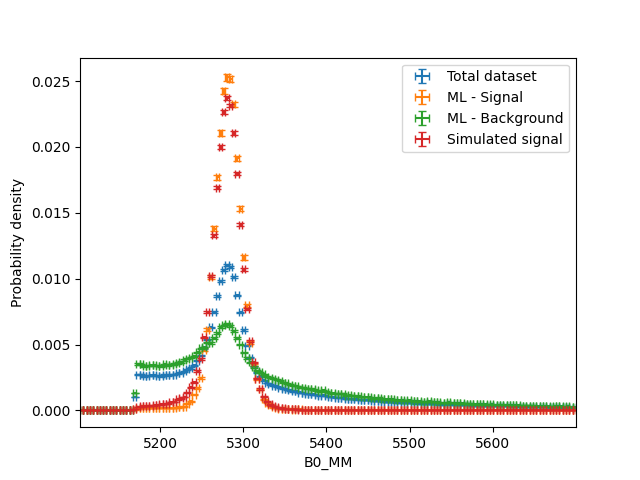 Total dataset
ML - Signal
ML - Background
Simulated signal
0.025
0.020
0.015
0.010
0.005
0.000
Probability density
5200 5300 5400 5500 5600
B0_MM